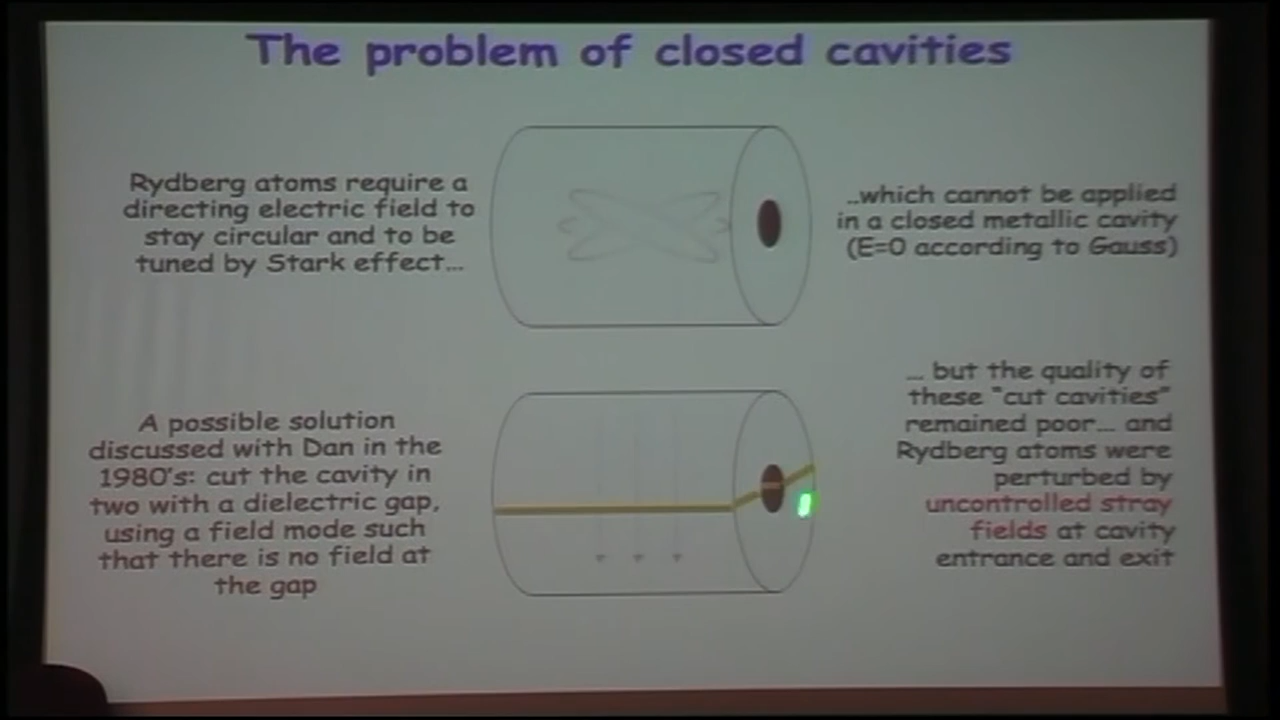 The problem of closed cavities
Rydberg atoms require a
directing electric field to
stay circular and to be
tuned by Stark effect...
..which cannot be applied
in a closed metallic cavity
(E=0 according to Gauss)
A possible solution
discussed with Dan in the
1980's: cut the cavity in
two with a dielectric gap,
using a field mode such
that there is no field at
the gap
... but the quality of
these "cut cavities"
remained poor... and
Rydberg atoms were
perturbed by
uncontrolled stray
fields at cavity
entrance and exit